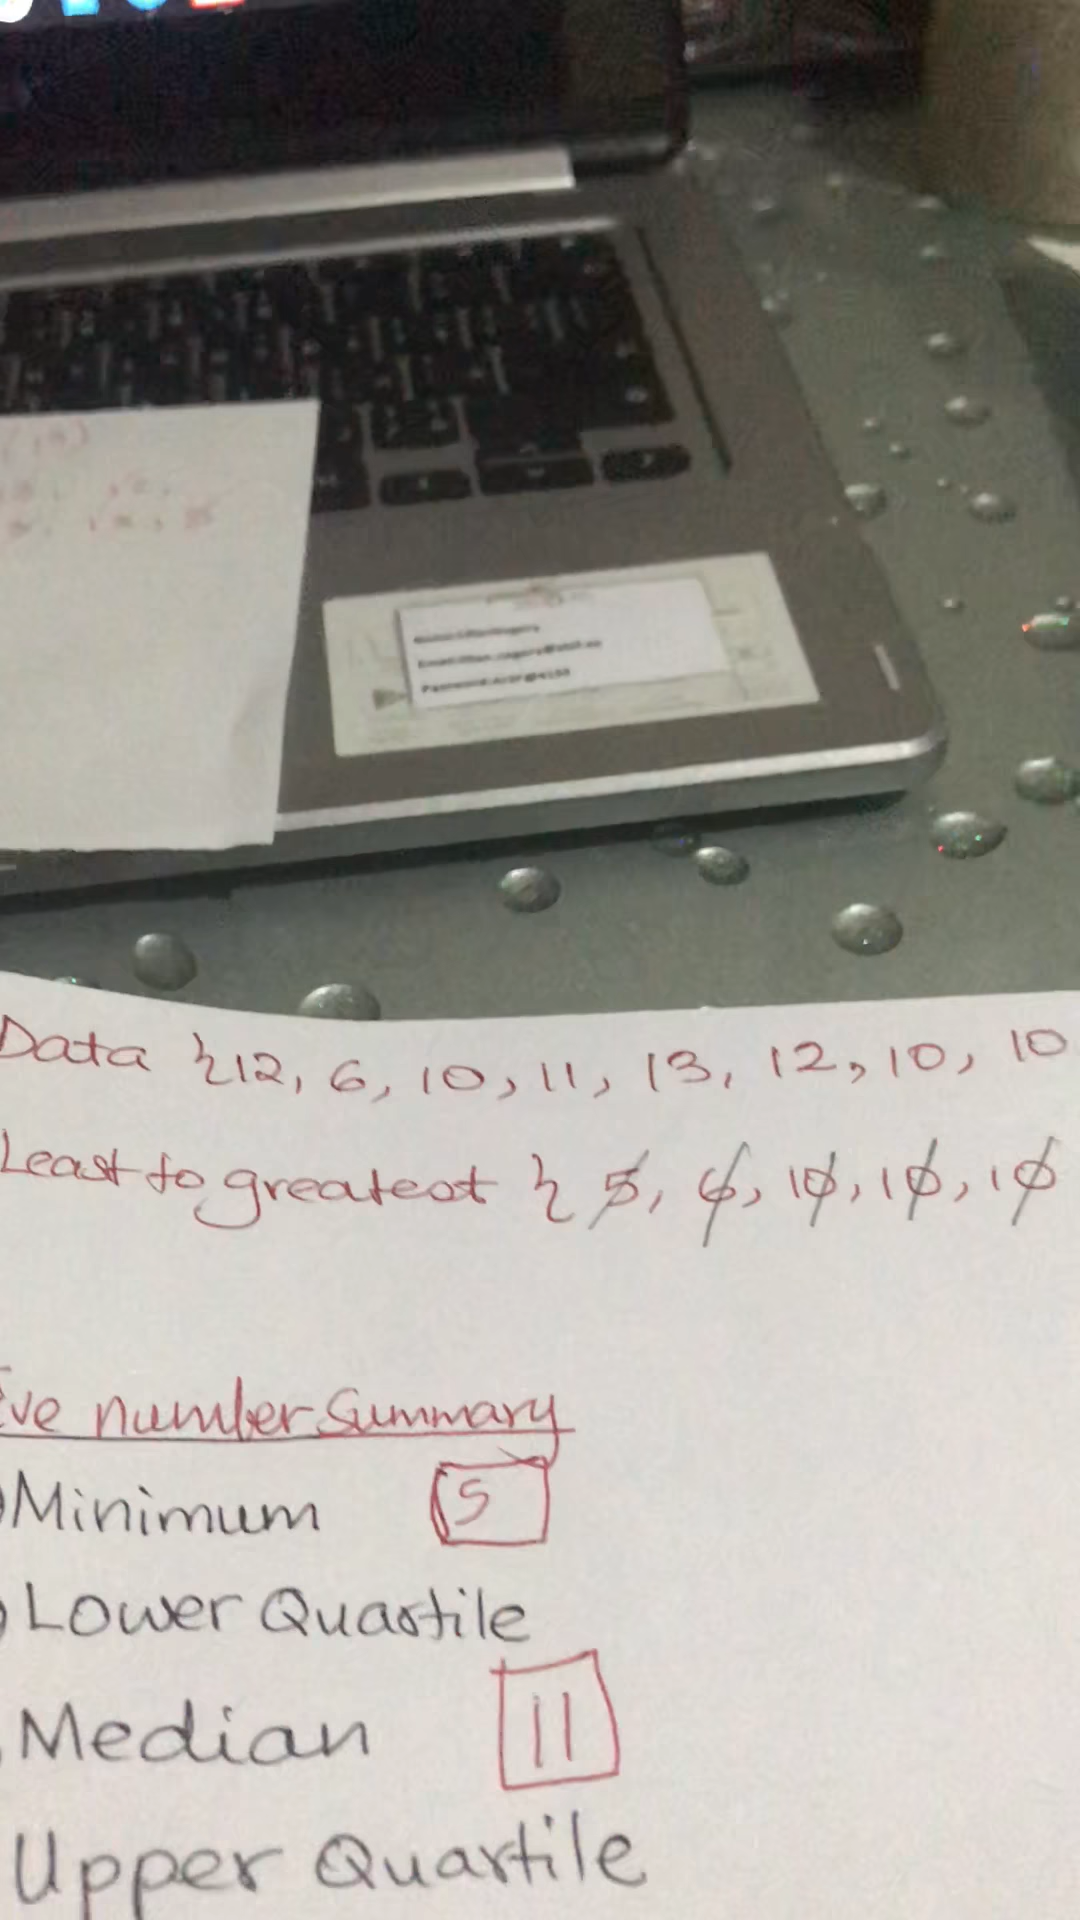 Data {12, 6, 10, 11, 13, 12, 10, 10
Least to greatest { 5, 6, 10, 10, 10
ive number Summary
Minimum 5
Lower Quartile
Median 11
Upper Quartile